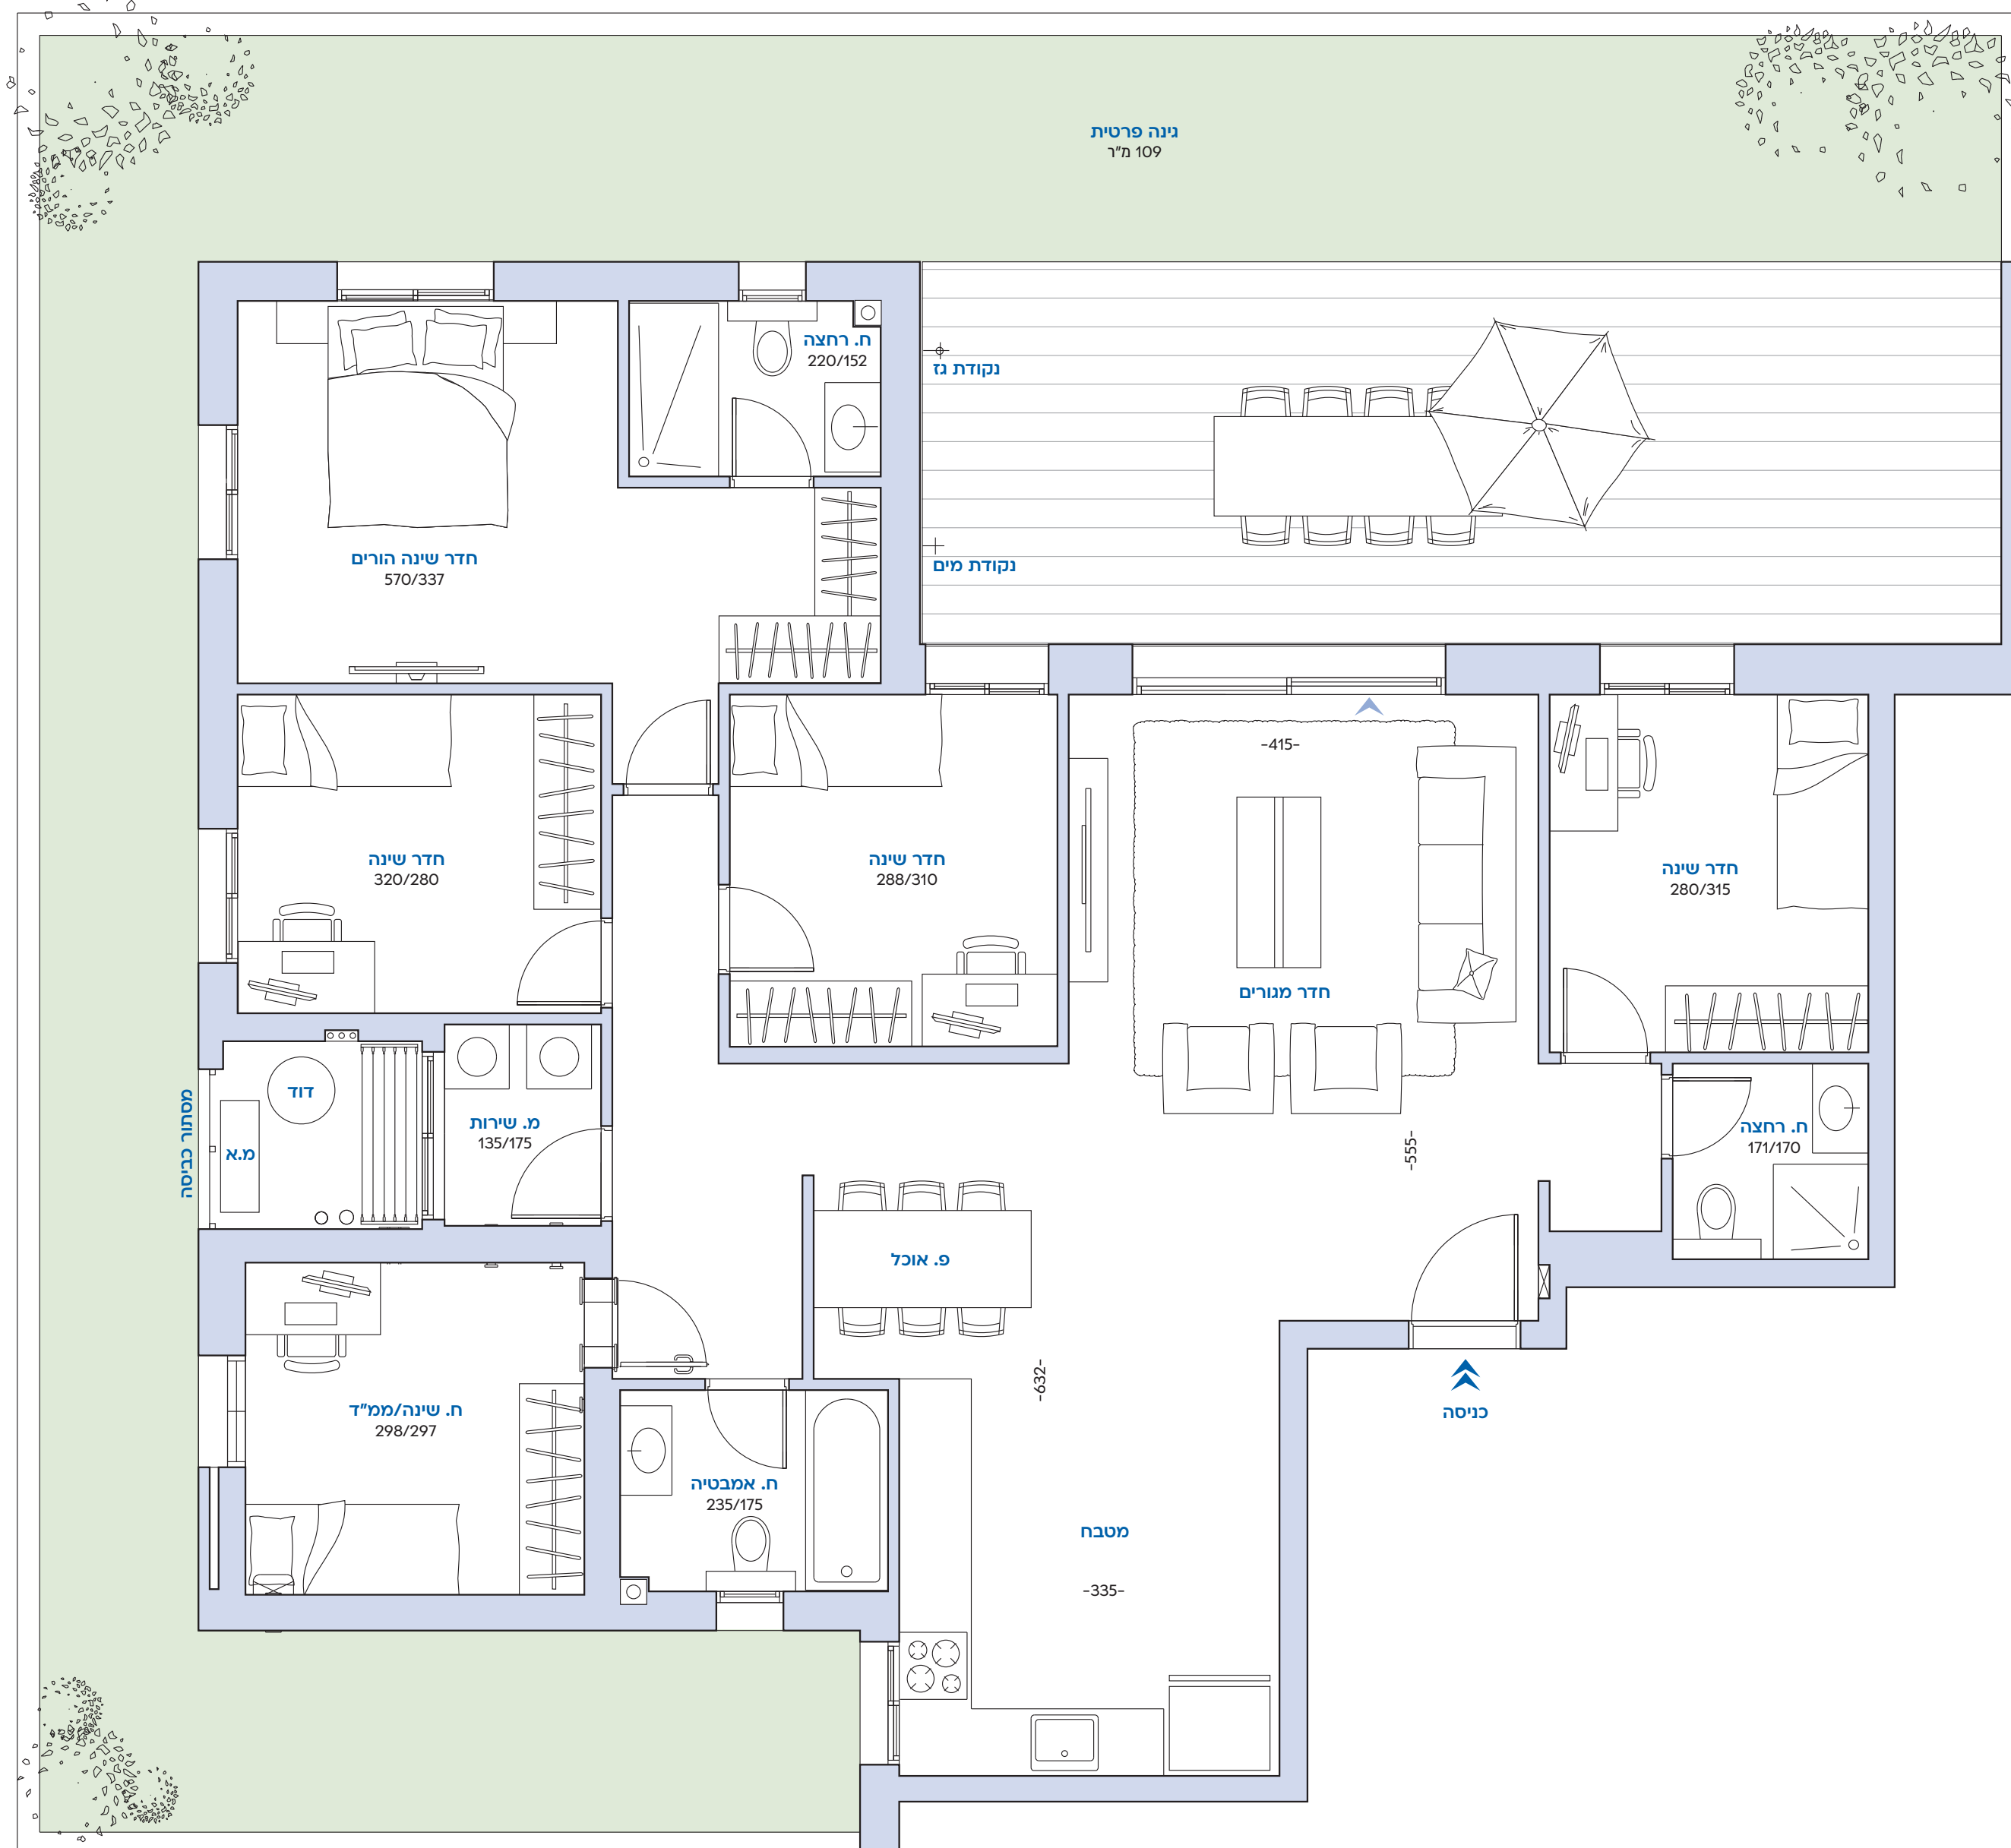 גינה פרטית
109 מ"ר
ח. רחצה
220/152
נקודת גז
נקודת מים
חדר שינה הורים
570/337
-415-
חדר שינה
320/280
חדר שינה
288/310
חדר שינה
280/315
חדר מגורים
דוד
מ.א
מסתור כביסה
מ. שירות
135/175
-555-
ח. רחצה
171/170
פ. אוכל
-632-
כניסה
ח. שינה/ממ"ד
298/297
ח. אמבטיה
235/175
מטבח
-335-